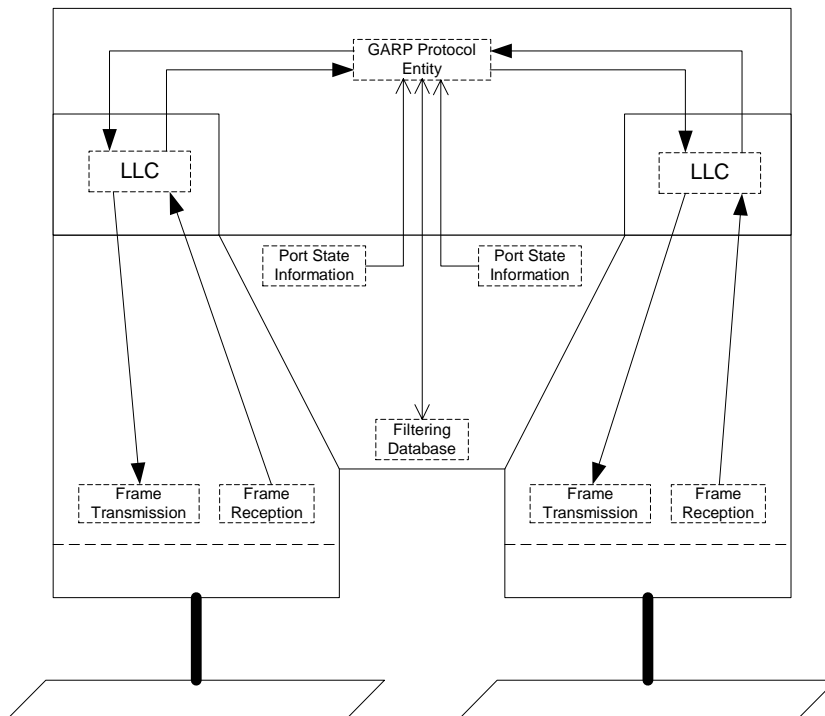 GARP Protocol
Entity
LLC
LLC
Port State
Information
Port State
Information
Filtering
Database
Frame
Transmission
Frame
Reception
Frame
Transmission
Frame
Reception